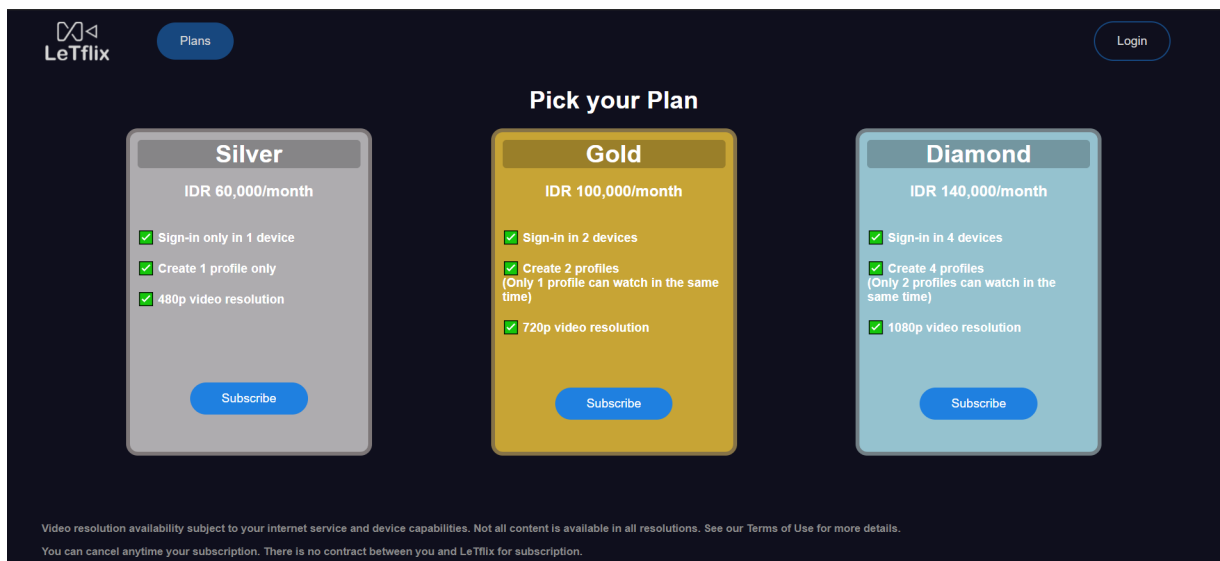 LeTflix
Plans
Login
Pick your Plan
Silver
IDR 60,000/month
Sign-in only in 1 device
Create 1 profile only
480p video resolution
Subscribe
Gold
IDR 100,000/month
Sign-in in 2 devices
Create 2 profiles
(Only 1 profile can watch in the same
time)
720p video resolution
Subscribe
Diamond
IDR 140,000/month
Sign-in in 4 devices
Create 4 profiles
(Only 2 profiles can watch in the
same time)
1080p video resolution
Subscribe
Video resolution availability subject to your internet service and device capabilities. Not all content is available in all resolutions. See our Terms of Use for more details.
You can cancel anytime your subscription. There is no contract between you and LeTflix for subscription.